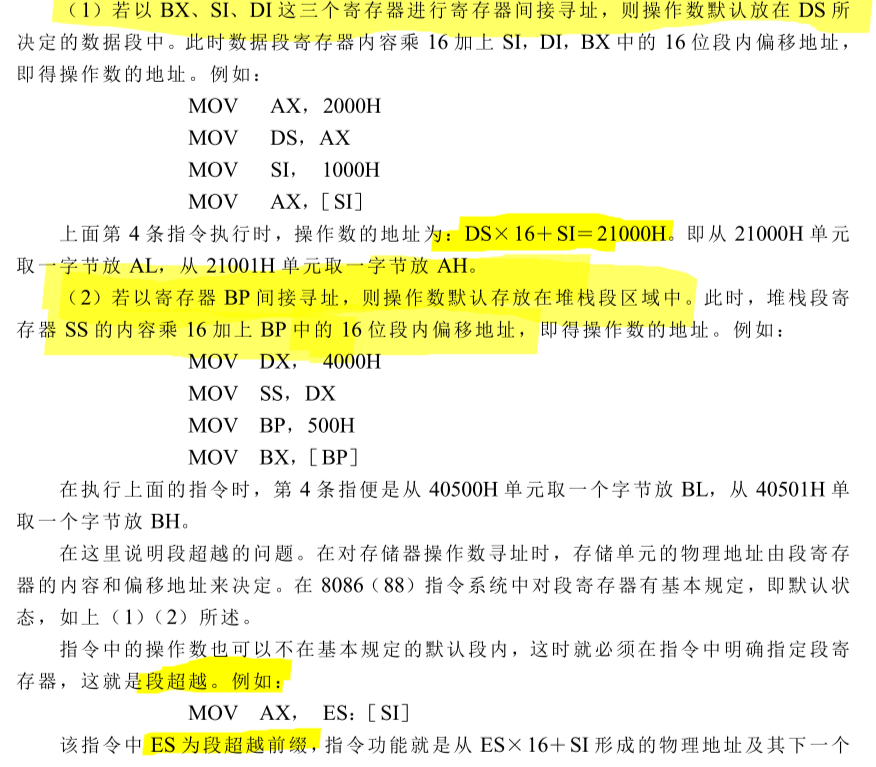 （1）若以 BX、SI、DI 这三个寄存器进行寄存器间接寻址，则操作数默认放在 DS 所
决定的数据段中。此时数据段寄存器内容乘 16 加上 SI，DI，BX 中的 16 位段内偏移地址，
即得操作数的地址。例如：
MOV AX，2000H
MOV DS，AX
MOV SI， 1000H
MOV AX，［SI］
上面第 4 条指令执行时，操作数的地址为：DS×16＋SI＝21000H。即从 21000H 单元
取一字节放 AL，从 21001H 单元取一字节放 AH。
（2）若以寄存器 BP 间接寻址，则操作数默认存放在堆栈段区域中。此时，堆栈段寄
存器 SS 的内容乘 16 加上 BP 中的 16 位段内偏移地址，即得操作数的地址。例如：
MOV DX， 4000H
MOV SS，DX
MOV BP，500H
MOV BX，［BP］
在执行上面的指令时，第 4 条指便是从 40500H 单元取一个字节放 BL，从 40501H 单
取一个字节放 BH。
在这里说明段超越的问题。在对存储器操作数寻址时，存储单元的物理地址由段寄存
器的内容和偏移地址来决定。在 8086（88）指令系统中对段寄存器有基本规定，即默认状
态，如上（1）（2）所述。
指令中的操作数也可以不在基本规定的默认段内，这时就必须在指令中明确指定段寄
存器，这就是段超越。例如：
MOV AX， ES：［SI］
该指令中 ES 为段超越前缀，指令功能就是从 ES×16＋SI 形成的物理地址及其下一个